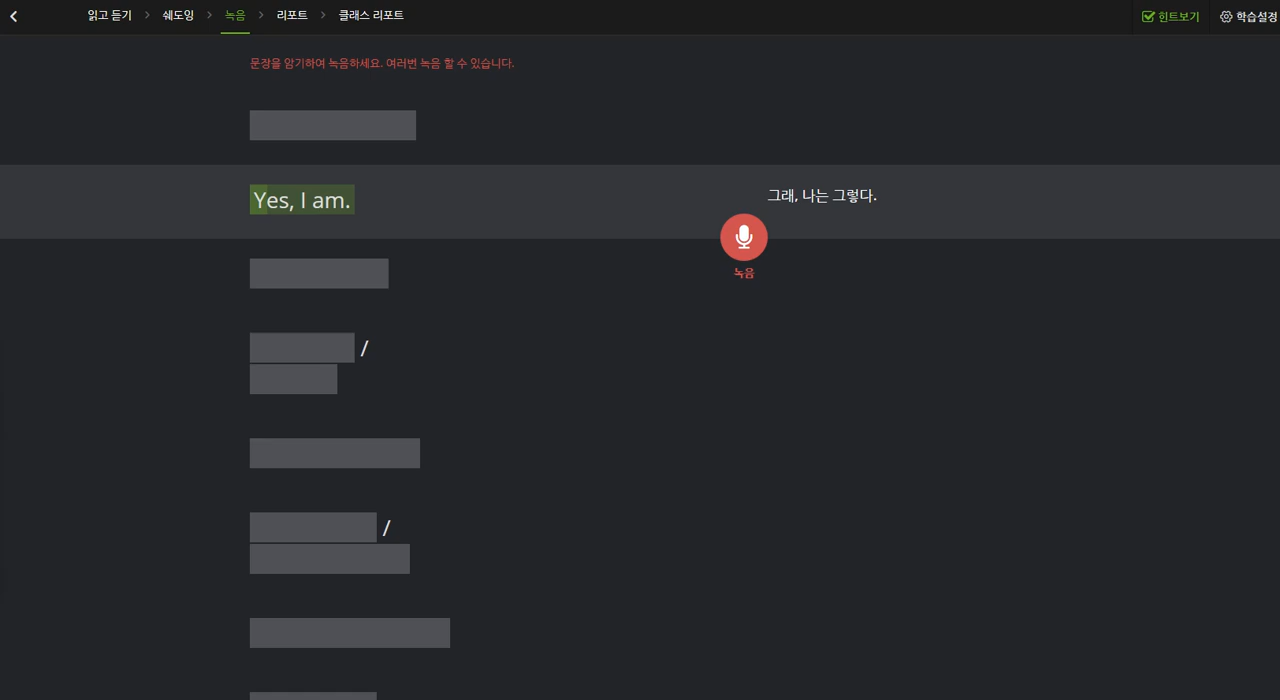 읽고 듣기 > 쉐도잉 > 녹음 > 리포트 > 클래스 리포트 힌트보기 학습설정
문장을 암기하여 녹음하세요. 여러번 녹음 할 수 있습니다.
Yes, I am. 그래, 나는 그렇다.
녹음
/
/